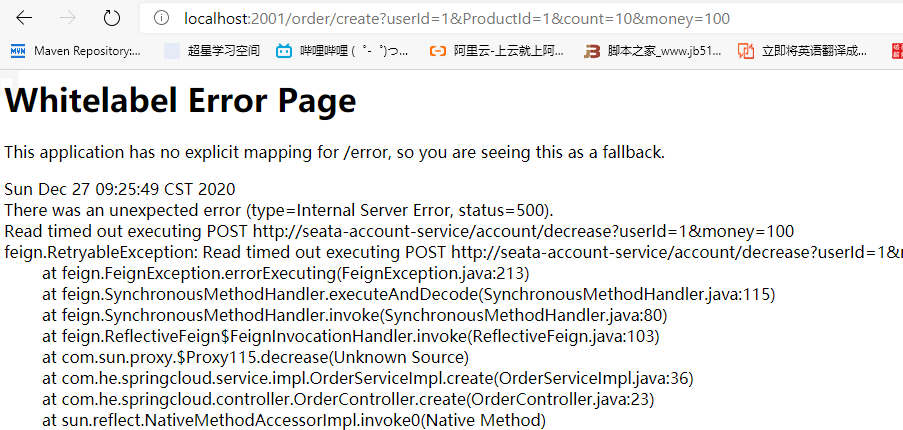 localhost:2001/order/create?userId=1&ProductId=1&count=10&money=100
MVN Maven Repository:... 超星学习空间 哔哩哔哩 ( ゜- ゜)つ... 阿里云-上云就上阿... 脚本之家_www.jb51... 立即将英语翻译成...
Whitelabel Error Page
This application has no explicit mapping for /error, so you are seeing this as a fallback.
Sun Dec 27 09:25:49 CST 2020
There was an unexpected error (type=Internal Server Error, status=500).
Read timed out executing POST http://seata-account-service/account/decrease?userId=1&money=100
feign.RetryableException: Read timed out executing POST http://seata-account-service/account/decrease?userId=1&
at feign.FeignException.errorExecuting(FeignException.java:213)
at feign.SynchronousMethodHandler.executeAndDecode(SynchronousMethodHandler.java:115)
at feign.SynchronousMethodHandler.invoke(SynchronousMethodHandler.java:80)
at feign.ReflectiveFeign$FeignInvocationHandler.invoke(ReflectiveFeign.java:103)
at com.sun.proxy.$Proxy115.decrease(Unknown Source)
at com.he.springcloud.service.impl.OrderServiceImpl.create(OrderServiceImpl.java:36)
at com.he.springcloud.controller.OrderController.create(OrderController.java:23)
at sun.reflect.NativeMethodAccessorImpl.invoke0(Native Method)